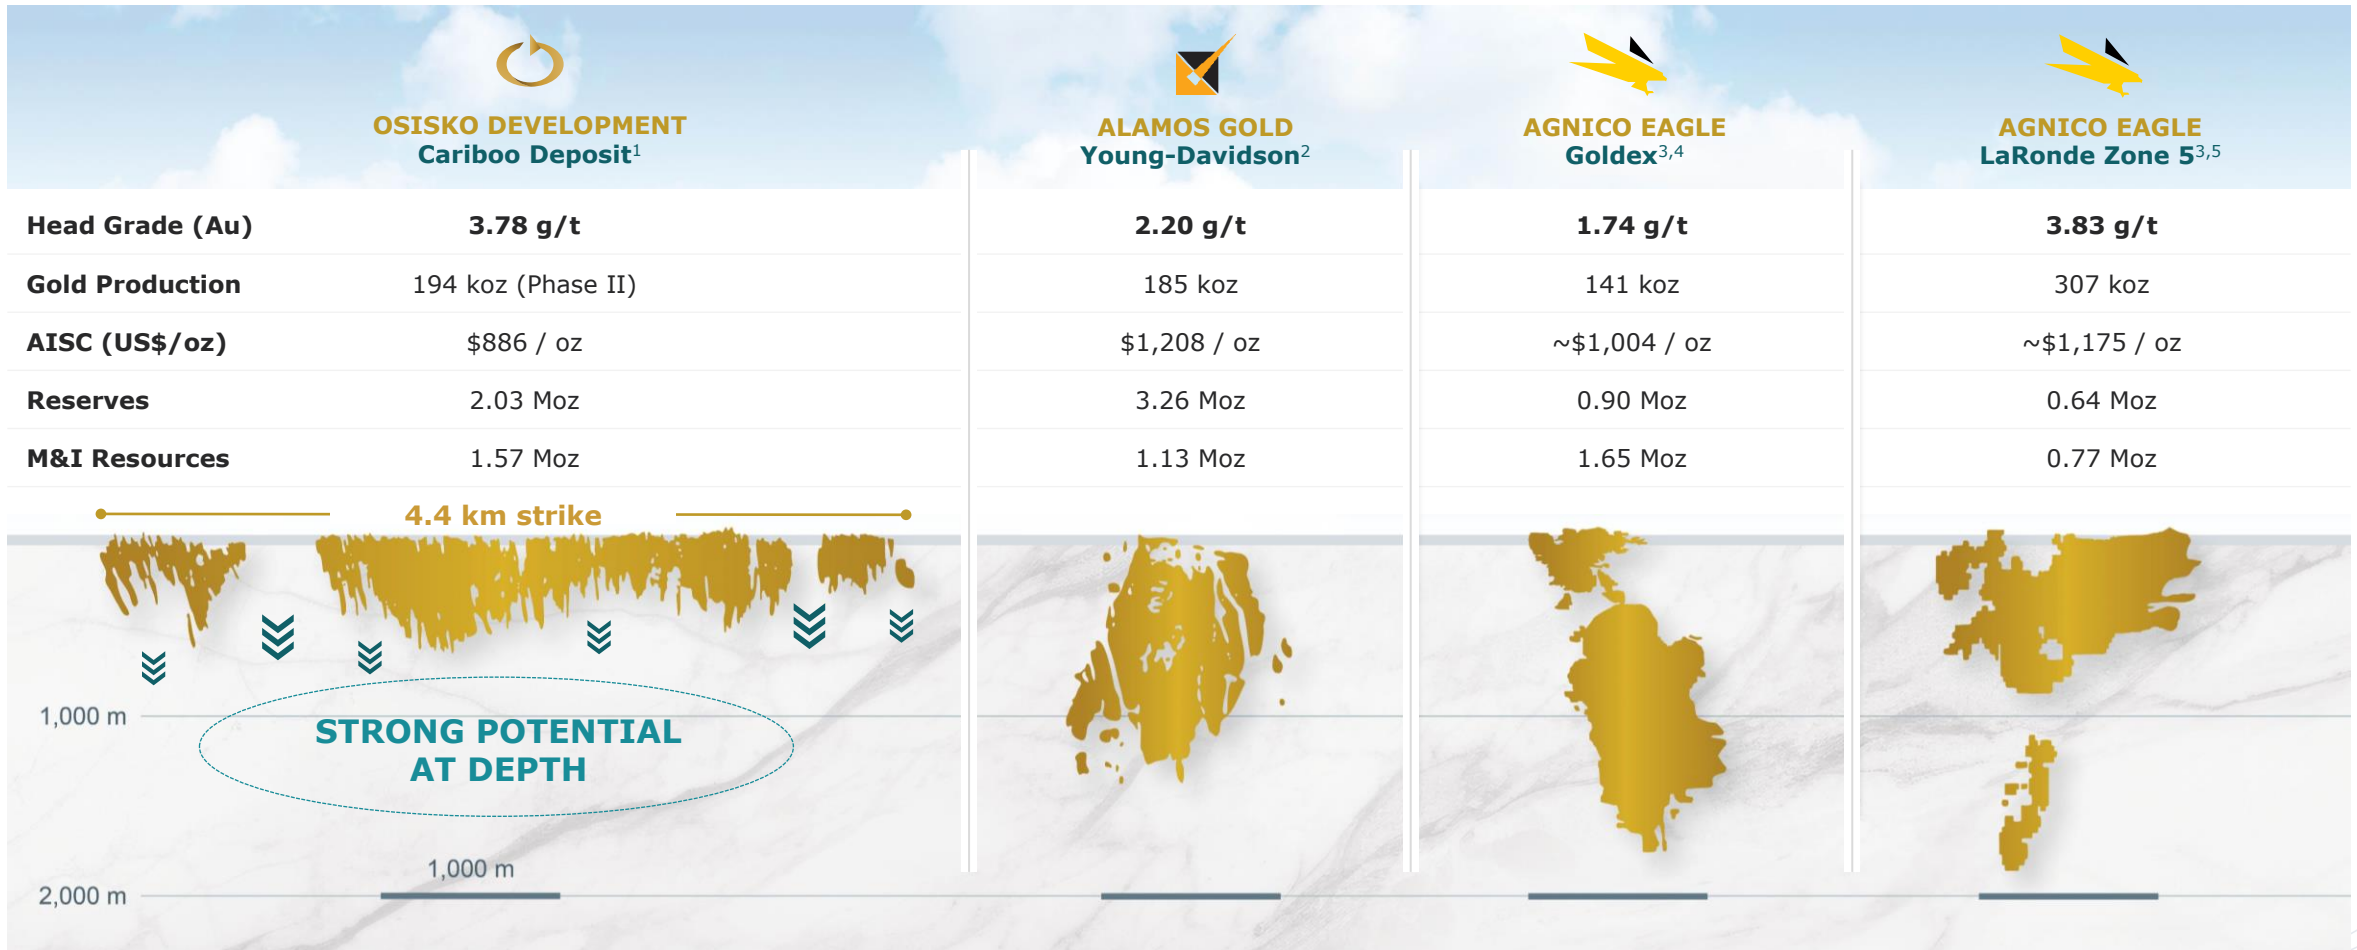 OSISKO DEVELOPMENT
Cariboo Deposit1
ALAMOS GOLD
Young-Davidson2
AGNICO EAGLE
Goldex3,4
AGNICO EAGLE
LaRonde Zone 53,5
Head Grade (Au) 3.78 g/t 2.20 g/t 1.74 g/t 3.83 g/t
Gold Production 194 koz (Phase II) 185 koz 141 koz 307 koz
AISC (US$/oz) $886 / oz $1,208 / oz ~$1,004 / oz ~$1,175 / oz
Reserves 2.03 Moz 3.26 Moz 0.90 Moz 0.64 Moz
M&I Resources 1.57 Moz 1.13 Moz 1.65 Moz 0.77 Moz
4.4 km strike
1,000 m
STRONG POTENTIAL
AT DEPTH
1,000 m
2,000 m